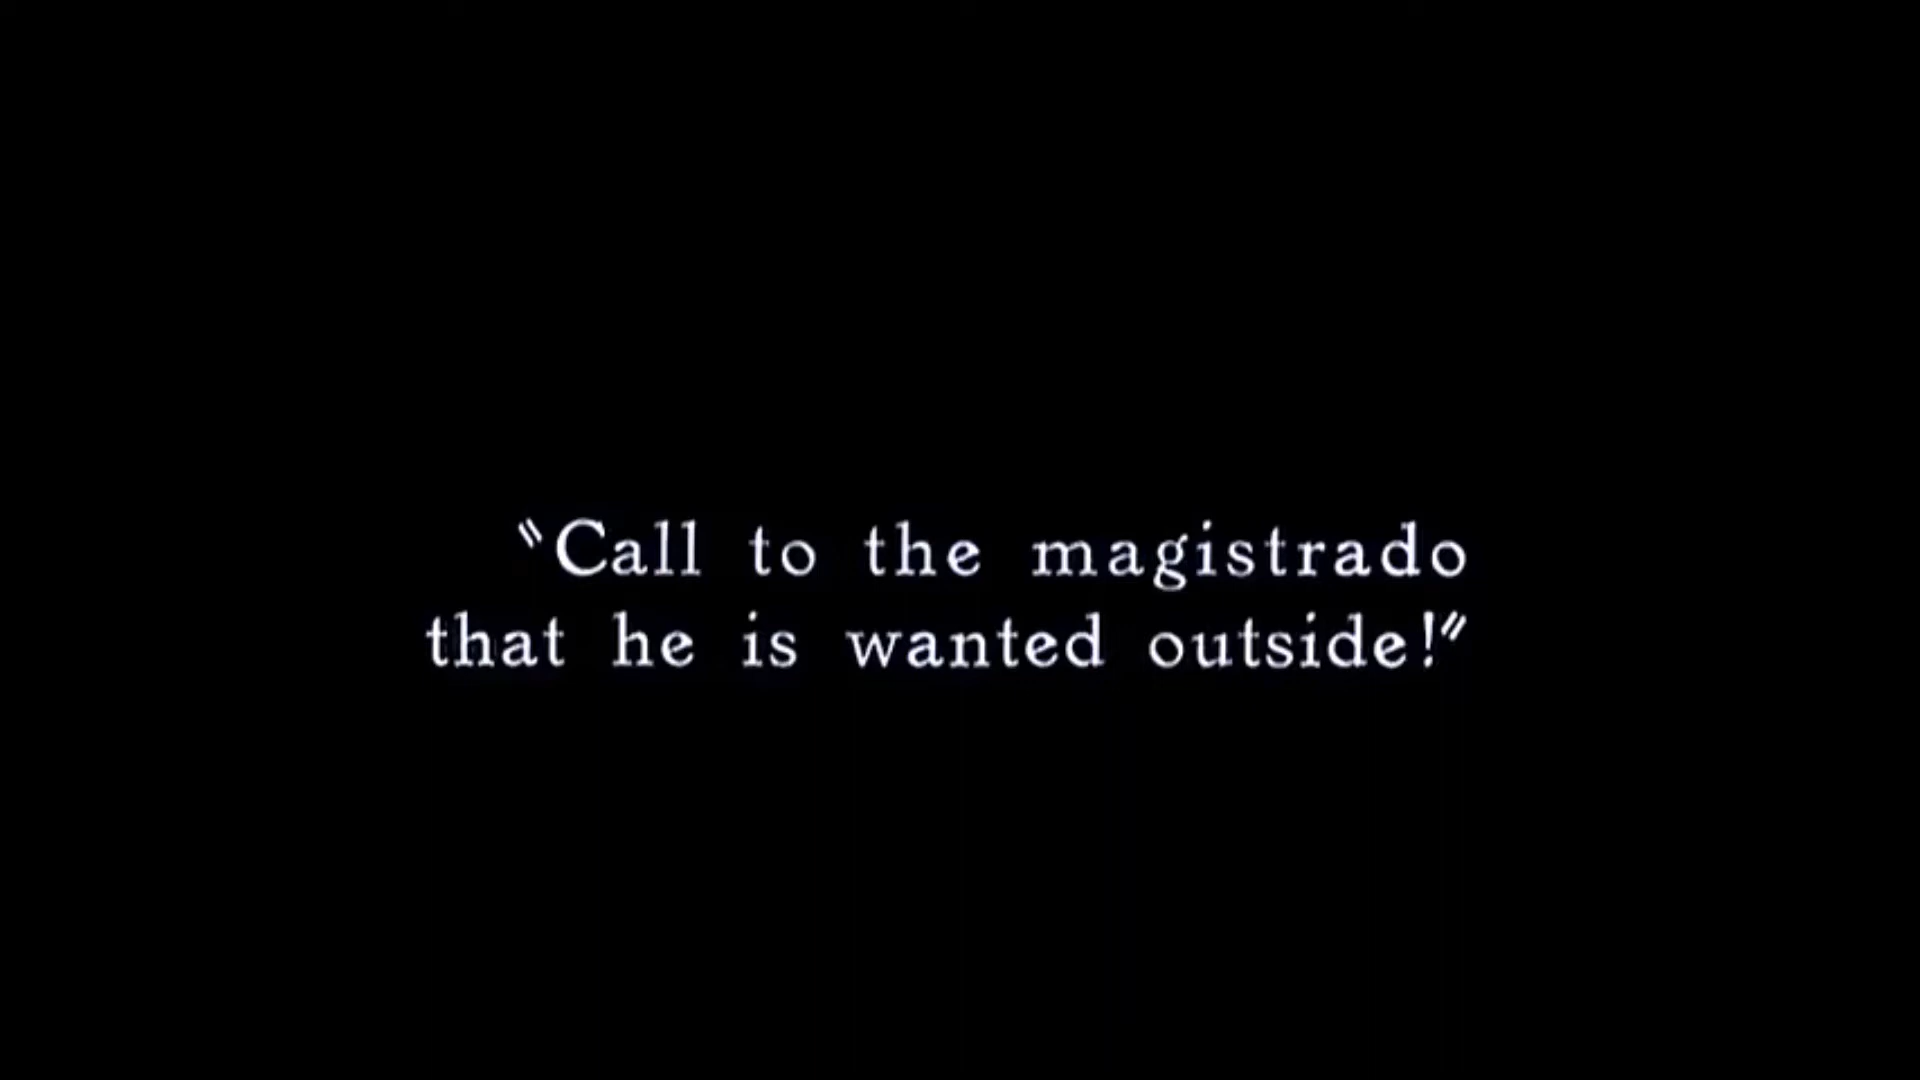 "Call to the magistrado
that he is wanted outside!"